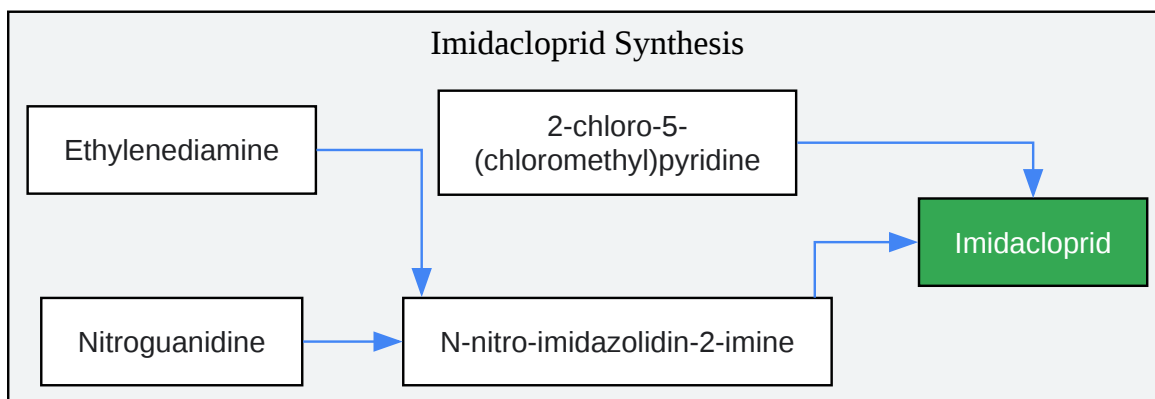 Imidacloprid Synthesis
Ethylenediamine
2-chloro-5-
(chloromethyl)pyridine
Imidacloprid
Nitroguanidine
N-nitro-imidazolidin-2-imine